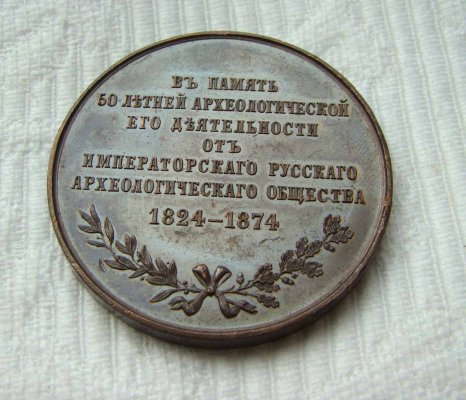 ВЪ ПАМЯТЬ
50-ЛѢТНЕЙ АРХЕОЛОГИЧЕСКОЙ
ЕГО ДѢЯТЕЛЬНОСТИ
ОТЪ
ИМПЕРАТОРСКАГО РУССКАГО
АРХЕОЛОГИЧЕСКАГО ОБЩЕСТВА
1824–1874